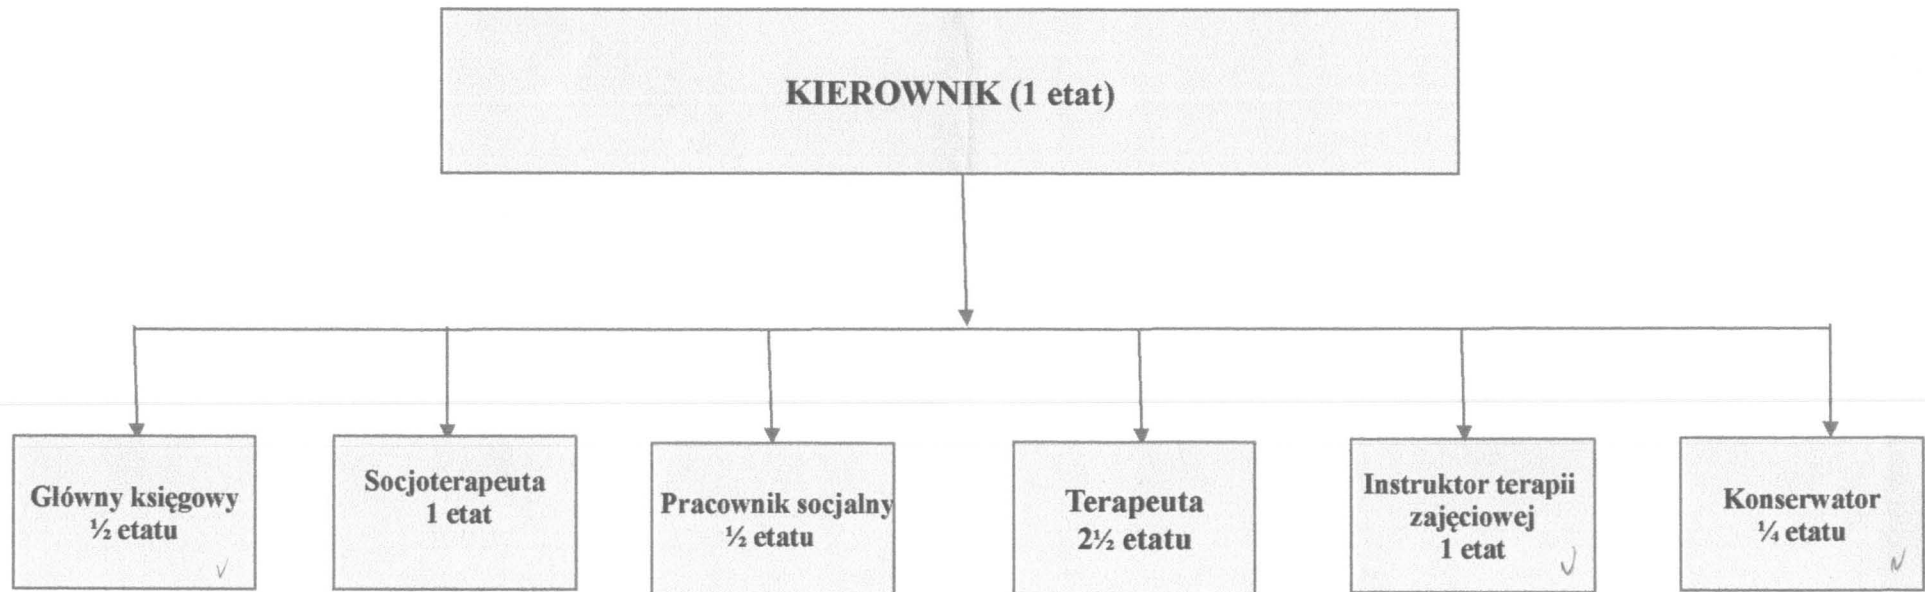 KIEROWNIK (1 etat)
Główny księgowy
½ etatu
Socjoterapeuta
1 etat
Pracownik socjalny
½ etatu
Terapeuta
2½ etatu
Instruktor terapii
zajęciowej
1 etat
Konserwator
¼ etatu